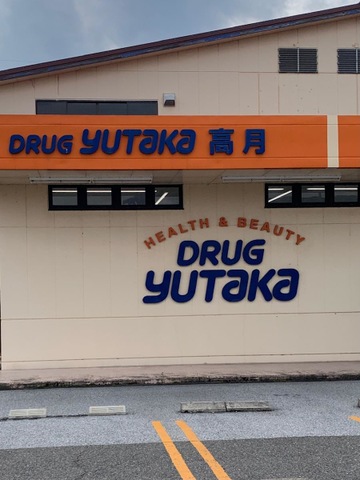 DRUG YUTAKA 高月
HEALTH & BEAUTY
DRUG
YUTAKA